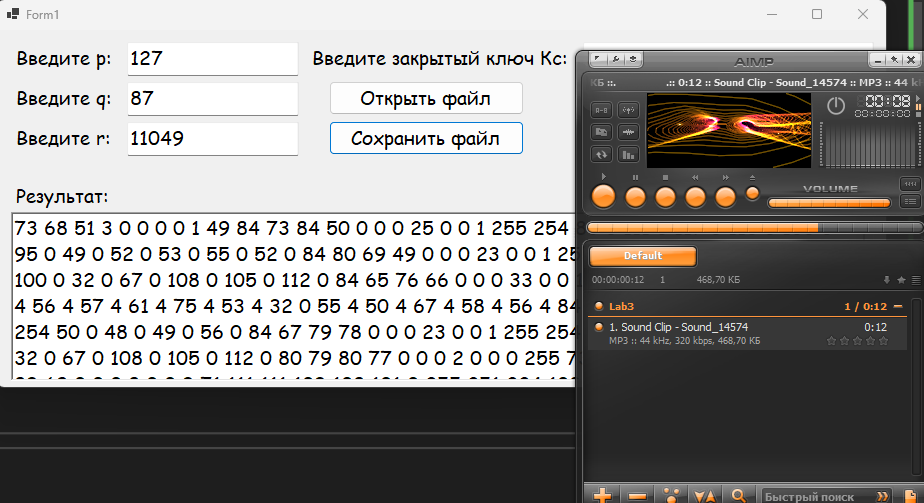 Form1
Введите p: 127
Введите закрытый ключ Кс:
Введите q: 87
Открыть файл
Введите r: 11049
Сохранить файл
Результат:
73 68 51 3 0 0 0 0 1 49 84 73 84 50 0 0 0 25 0 0 1 255 254
95 0 49 0 52 0 53 0 55 0 52 0 84 80 69 49 0 0 0 23 0 0 1 25
100 0 32 0 67 0 108 0 105 0 112 0 84 65 76 66 0 0 0 33 0 0
4 56 4 57 4 61 4 75 4 53 4 32 0 55 4 50 4 67 4 58 4 56 4 84
254 50 0 48 0 49 0 56 0 84 67 79 78 0 0 0 23 0 0 1 255 254
32 0 67 0 108 0 105 0 112 0 80 79 80 77 0 0 0 2 0 0 0 255 7
AIMP
КБ ::. .:: 0:12 :: Sound Clip - Sound_14574 :: MP3 :: 44 kH
A-B
00:08
00:00:00
VOLUME
Default
00:00:00:12 1 468,70 КБ
Lab3 1 / 0:12
1. Sound Clip - Sound_14574 0:12
MP3 :: 44 kHz, 320 kbps, 468,70 КБ
Быстрый поиск